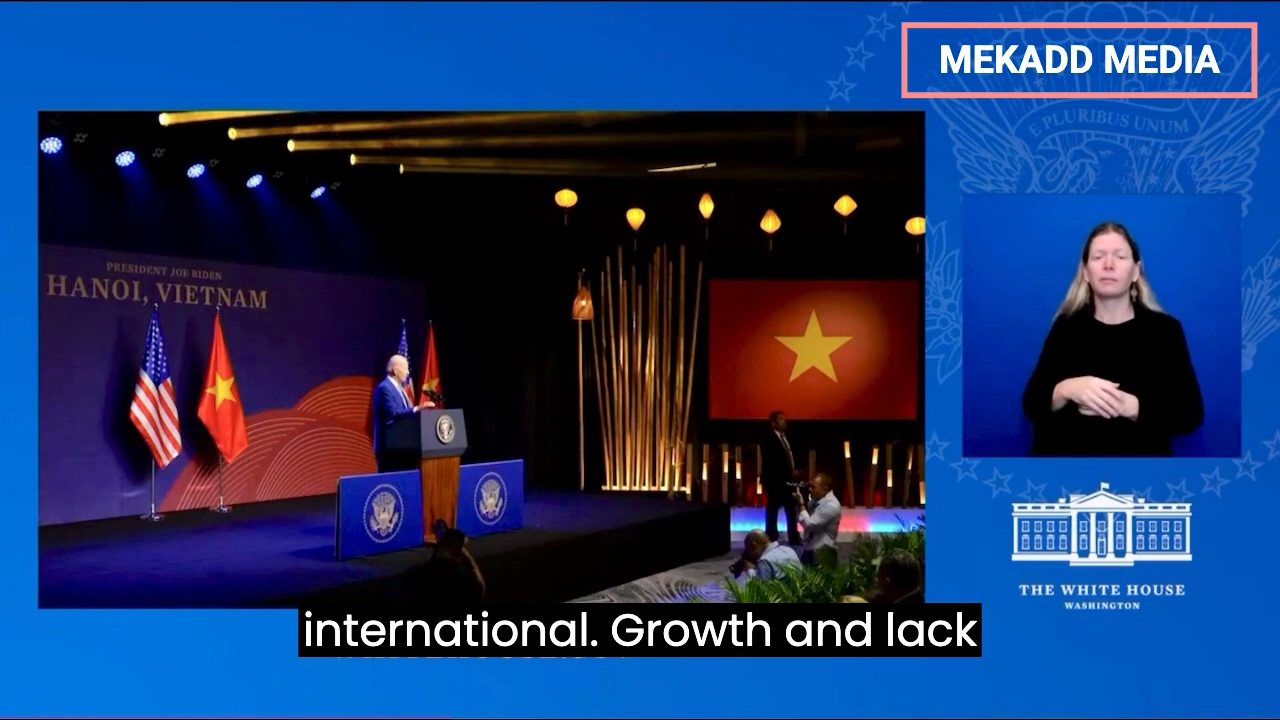 MEKADD MEDIA
E PLURIBUS UNUM
PRESIDENT JOE BIDEN
HANOI, VIETNAM
THE WHITE HOUSE
WASHINGTON
international. Growth and lack